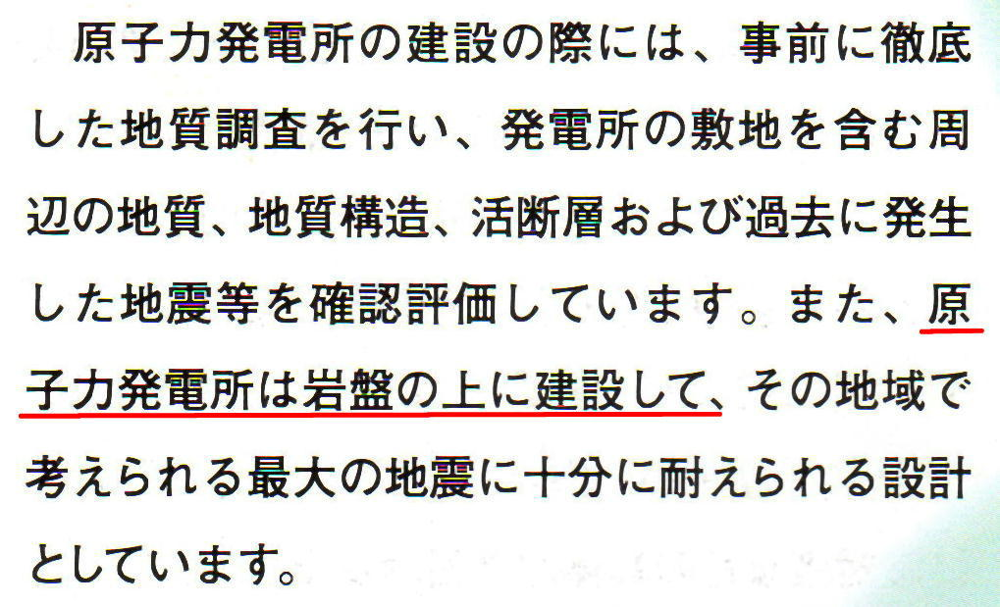 原子力発電所の建設の際には、事前に徹底
した地質調査を行い、発電所の敷地を含む周
辺の地質、地質構造、活断層および過去に発生
した地震等を確認評価しています。また、原
子力発電所は岩盤の上に建設して、その地域で
考えられる最大の地震に十分に耐えられる設計
としています。